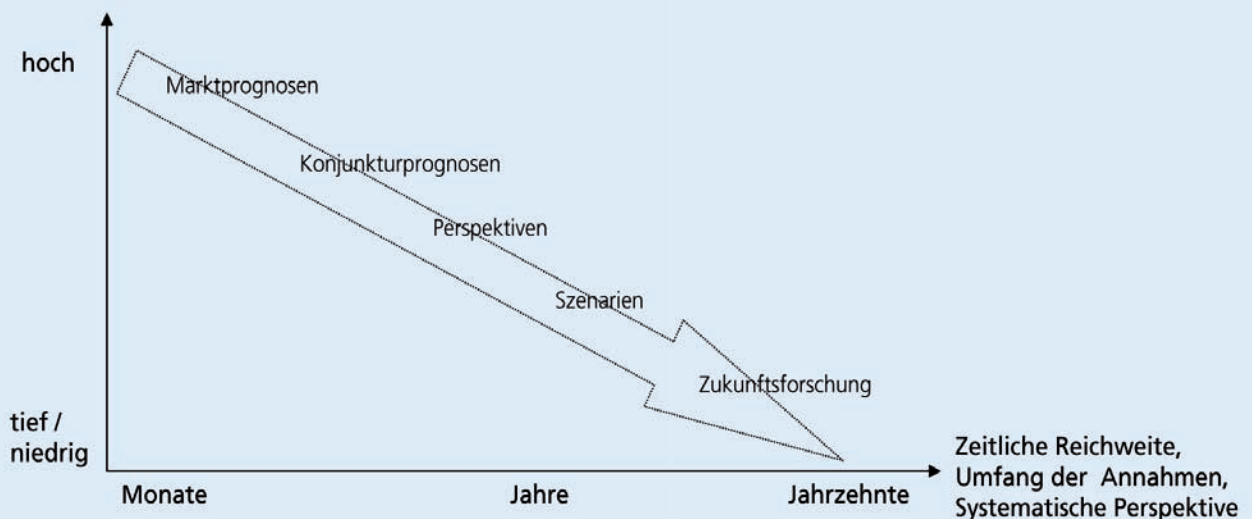 hoch
Marktprognosen
Konjunkturprognosen
Perspektiven
Szenarien
Zukunftsforschung
tief /
niedrig
Monate
Jahre
Jahrzehnte
Zeitliche Reichweite,
Umfang der Annahmen,
Systematische Perspektive